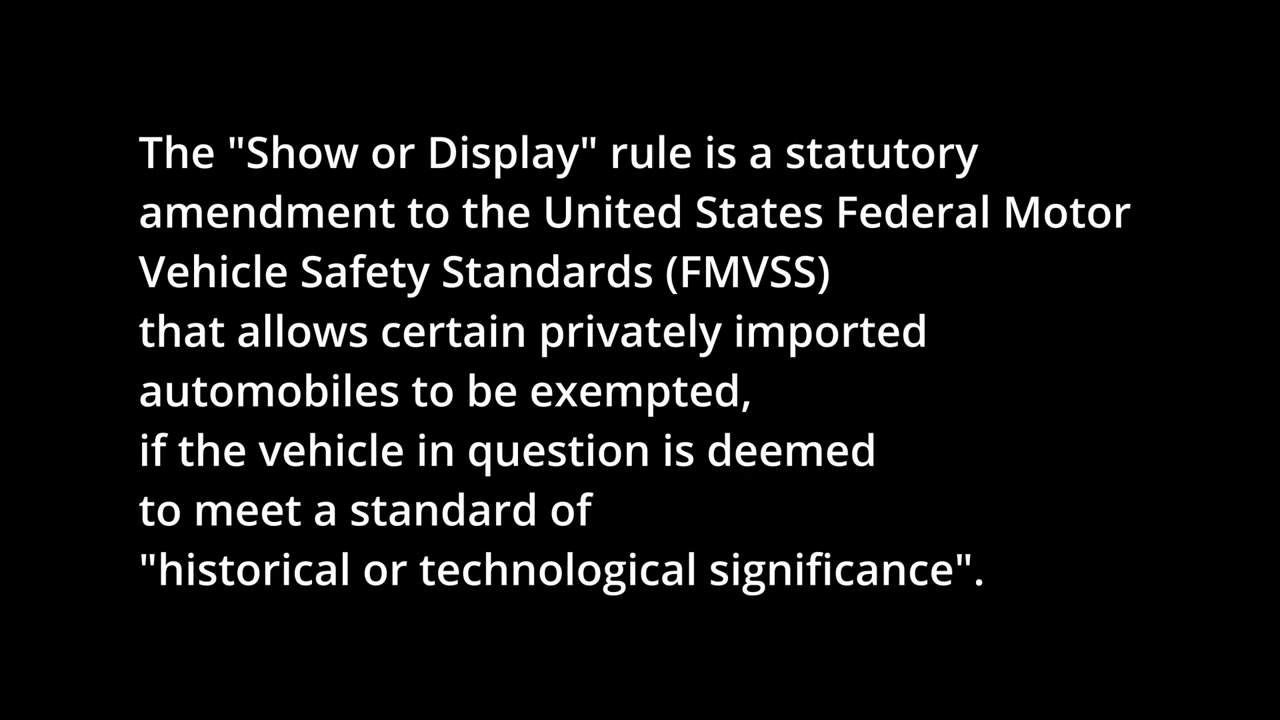 The "Show or Display" rule is a statutory
amendment to the United States Federal Motor
Vehicle Safety Standards (FMVSS)
that allows certain privately imported
automobiles to be exempted,
if the vehicle in question is deemed
to meet a standard of
"historical or technological significance".